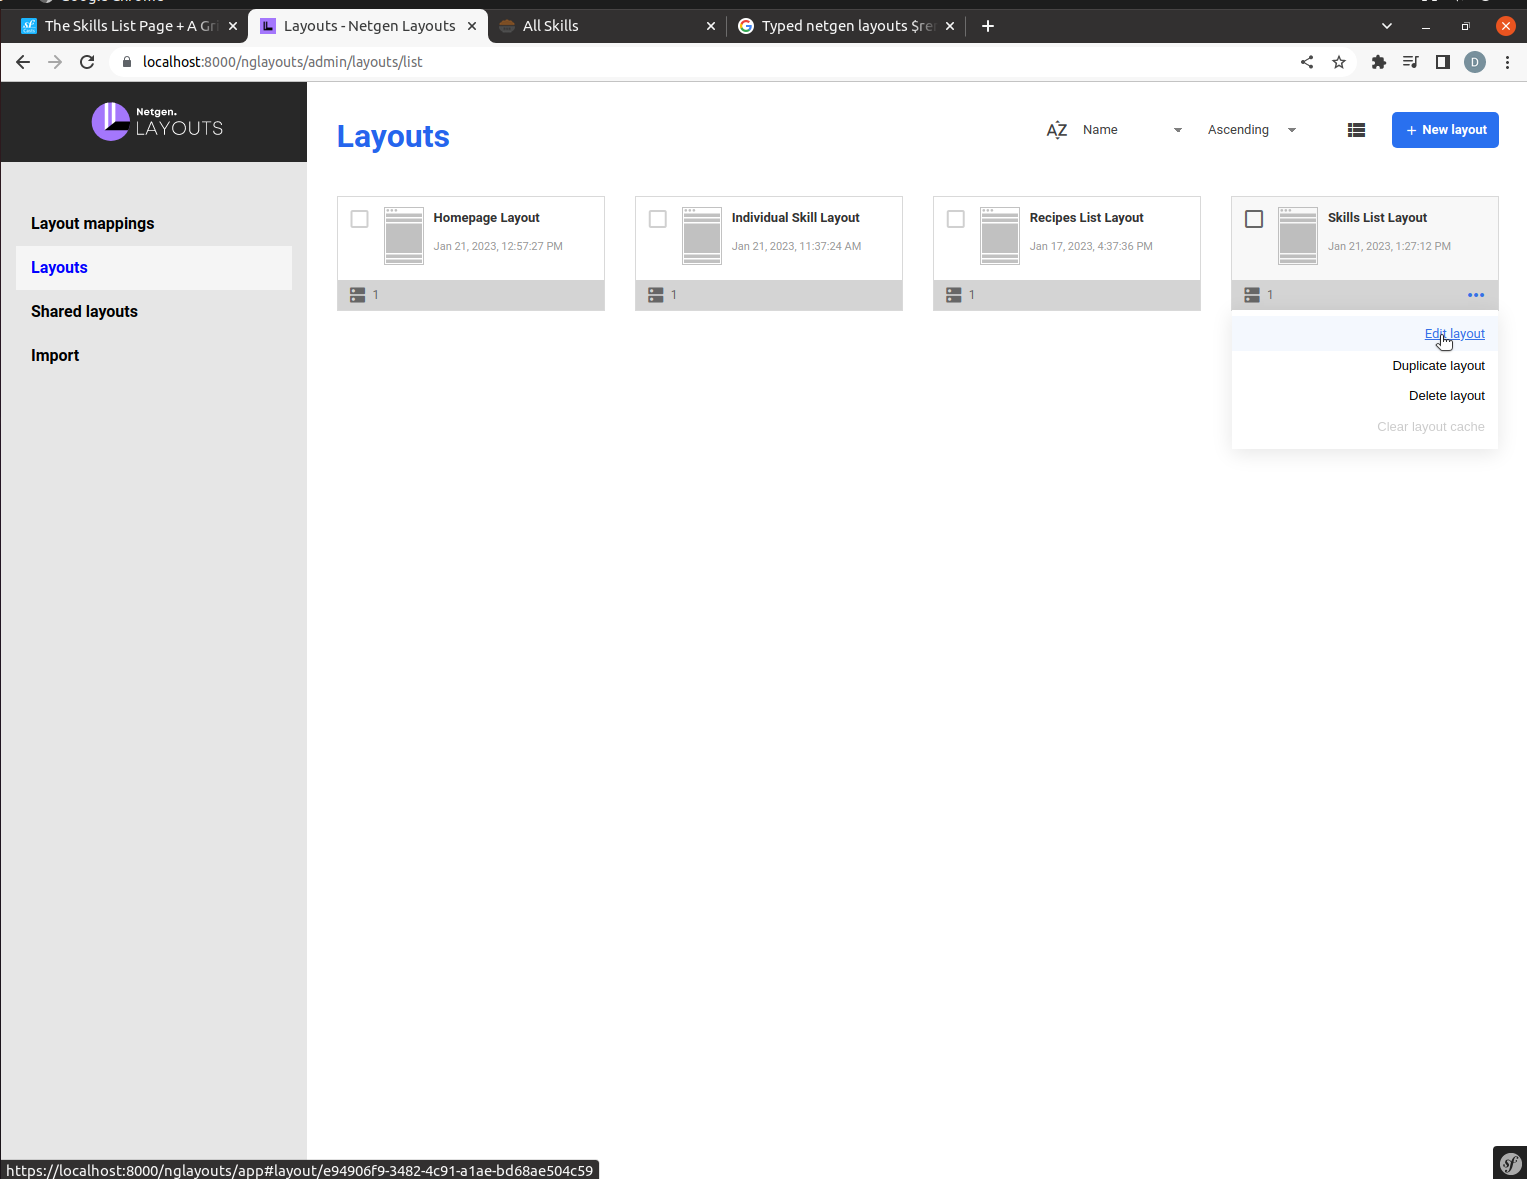 The Skills List Page + A Gri
Layouts - Netgen Layouts
All Skills
Typed netgen layouts $re
localhost:8000/nglayouts/admin/layouts/list
D
Netgen.
LAYOUTS
Layout mappings
Layouts
Shared layouts
Import
Layouts
AZ
Name
Ascending
+ New layout
Homepage Layout
Jan 21, 2023, 12:57:27 PM
1
Individual Skill Layout
Jan 21, 2023, 11:37:24 AM
1
Recipes List Layout
Jan 17, 2023, 4:37:36 PM
1
Skills List Layout
Jan 21, 2023, 1:27:12 PM
1
Edit layout
Duplicate layout
Delete layout
Clear layout cache
https://localhost:8000/nglayouts/app#layout/e94906f9-3482-4c91-a1ae-bd68ae504c59
sf